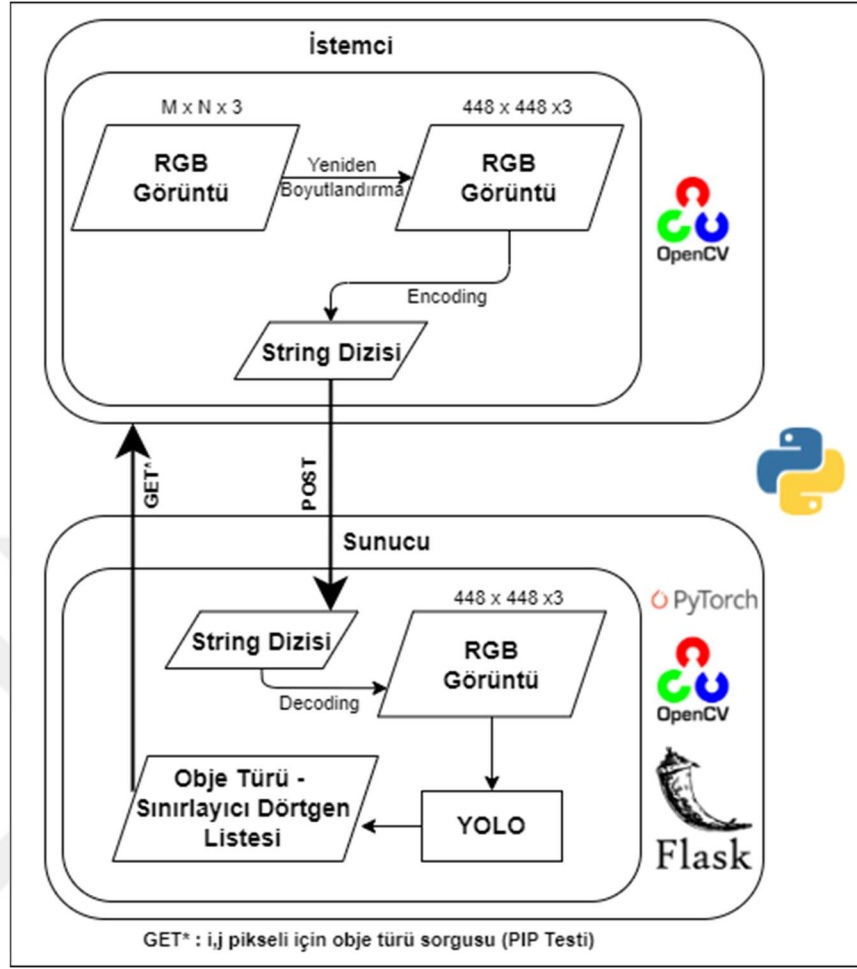 İstemci
M x N x 3
448 x 448 x3
RGB
Görüntü
Yeniden
Boyutlandırma
RGB
Görüntü
OpenCV
Encoding
String Dizisi
GET*
POST
Sunucu
448 x 448 x3
PyTorch
String Dizisi
RGB
Görüntü
Decoding
OpenCV
Obje Türü -
Sınırlayıcı Dörtgen
Listesi
YOLO
Flask
GET* : i,j pikseli için obje türü sorgusu (PIP Testi)